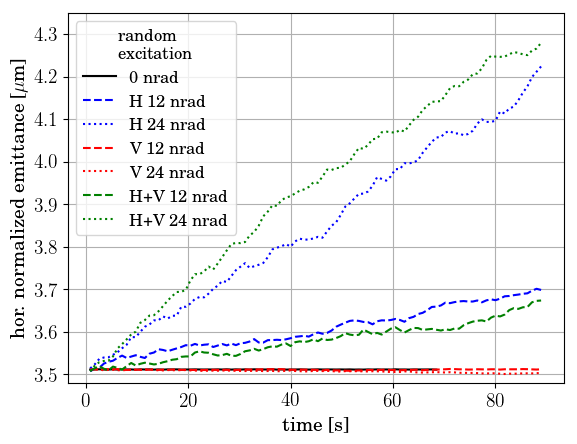 random
excitation
0 nrad
H 12 nrad
H 24 nrad
V 12 nrad
V 24 nrad
H+V 12 nrad
H+V 24 nrad
hor. normalized emittance [μm]
4.3
4.2
4.1
4.0
3.9
3.8
3.7
3.6
3.5
0 20 40 60 80
time [s]